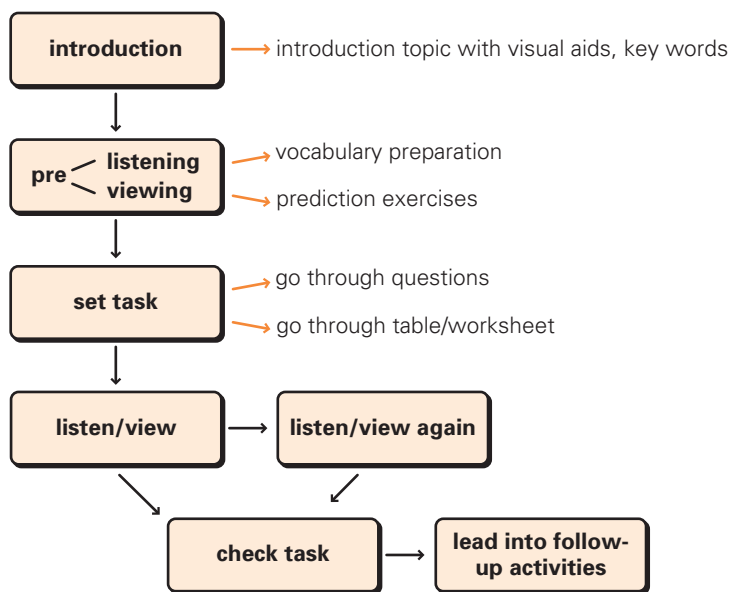 introduction
introduction topic with visual aids, key words
pre
listening
viewing
vocabulary preparation
prediction exercises
set task
go through questions
go through table/worksheet
listen/view
listen/view again
check task
lead into follow-
up activities